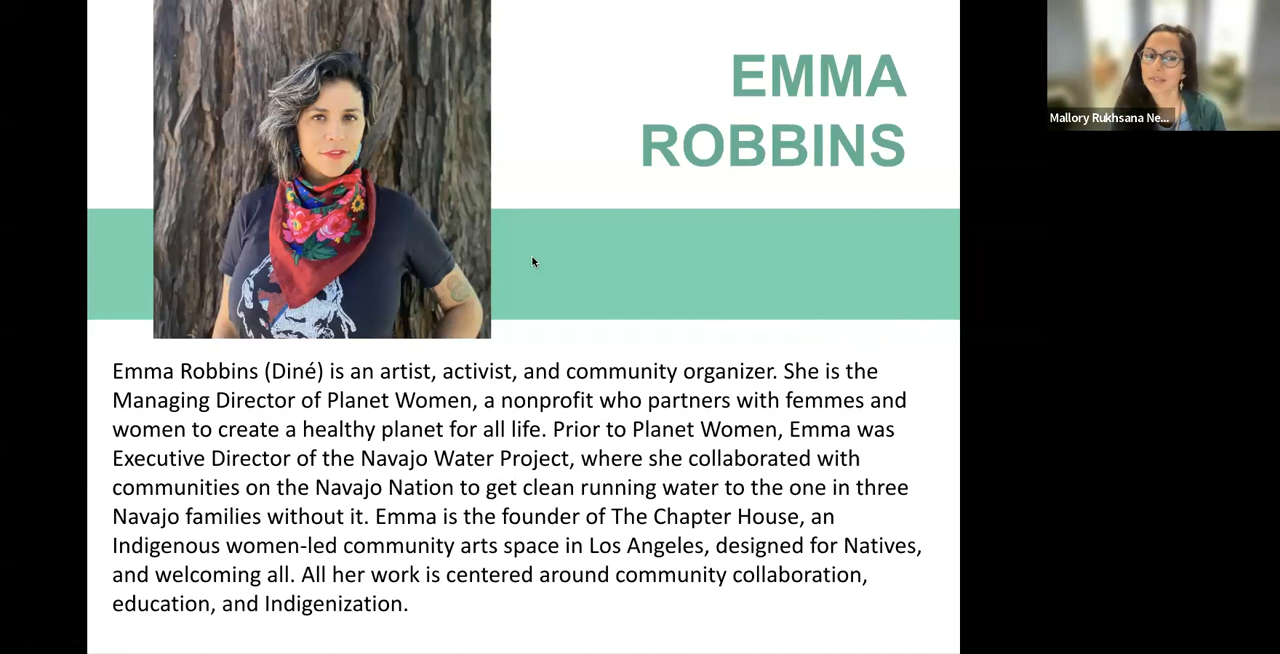 EMMA
ROBBINS
Mallory Rukhsana Ne...
Emma Robbins (Diné) is an artist, activist, and community organizer. She is the
Managing Director of Planet Women, a nonprofit who partners with femmes and
women to create a healthy planet for all life. Prior to Planet Women, Emma was
Executive Director of the Navajo Water Project, where she collaborated with
communities on the Navajo Nation to get clean running water to the one in three
Navajo families without it. Emma is the founder of The Chapter House, an
Indigenous women-led community arts space in Los Angeles, designed for Natives,
and welcoming all. All her work is centered around community collaboration,
education, and Indigenization.